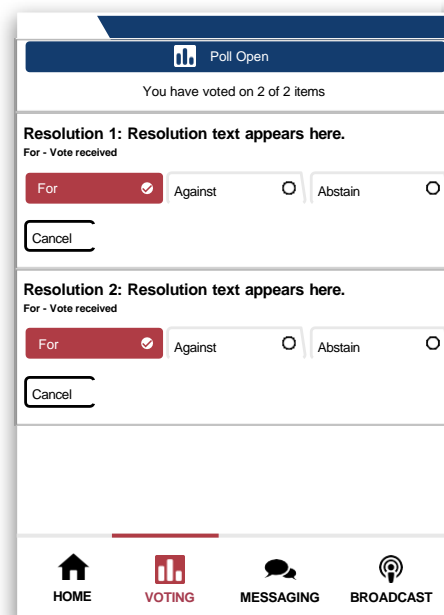 Poll Open
You have voted on 2 of 2 items
Resolution 1: Resolution text appears here.
For - Vote received
For Against Abstain
Cancel
Resolution 2: Resolution text appears here.
For - Vote received
For Against Abstain
Cancel
HOME VOTING MESSAGING BROADCAST